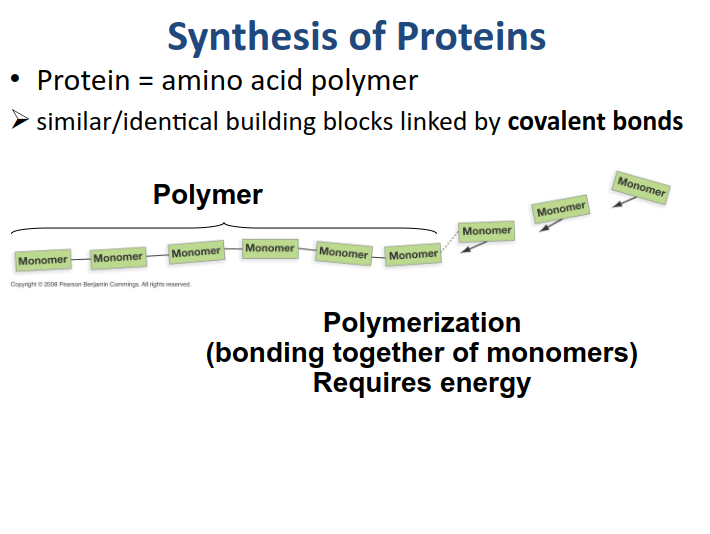 Synthesis of Proteins
• Protein = amino acid polymer
➢ similar/identical building blocks linked by covalent bonds
Polymer
Monomer
Monomer
Monomer
Monomer
Monomer
Monomer
Monomer
Monomer
Monomer
Copyright © 2008 Pearson Benjamin Cummings. All rights reserved.
Polymerization
(bonding together of monomers)
Requires energy